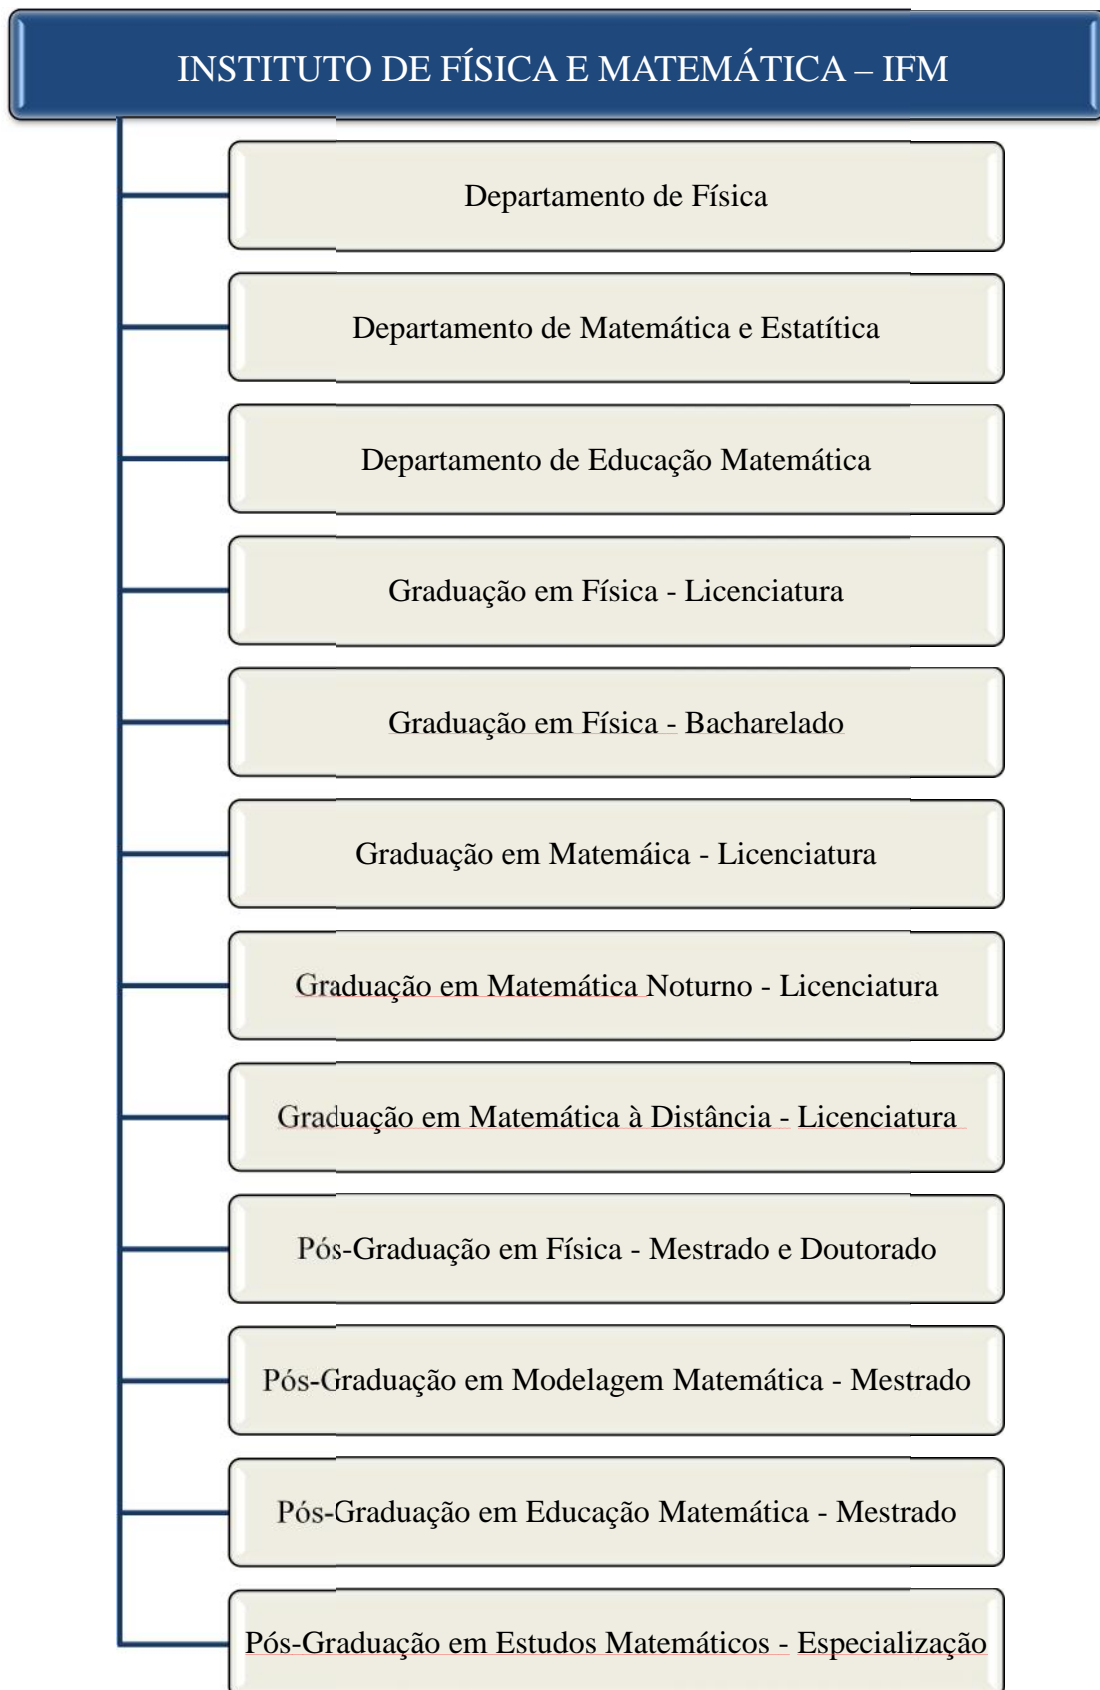 INSTITUTO DE FÍSICA E MATEMÁTICA – IFM
Departamento de Física
Departamento de Matemática e Estatítica
Departamento de Educação Matemática
Graduação em Física - Licenciatura
Graduação em Física - Bacharelado
Graduação em Matemáica - Licenciatura
Graduação em Matemática Noturno - Licenciatura
Graduação em Matemática à Distância - Licenciatura
Pós-Graduação em Física - Mestrado e Doutorado
Pós-Graduação em Modelagem Matemática - Mestrado
Pós-Graduação em Educação Matemática - Mestrado
Pós-Graduação em Estudos Matemáticos - Especialização